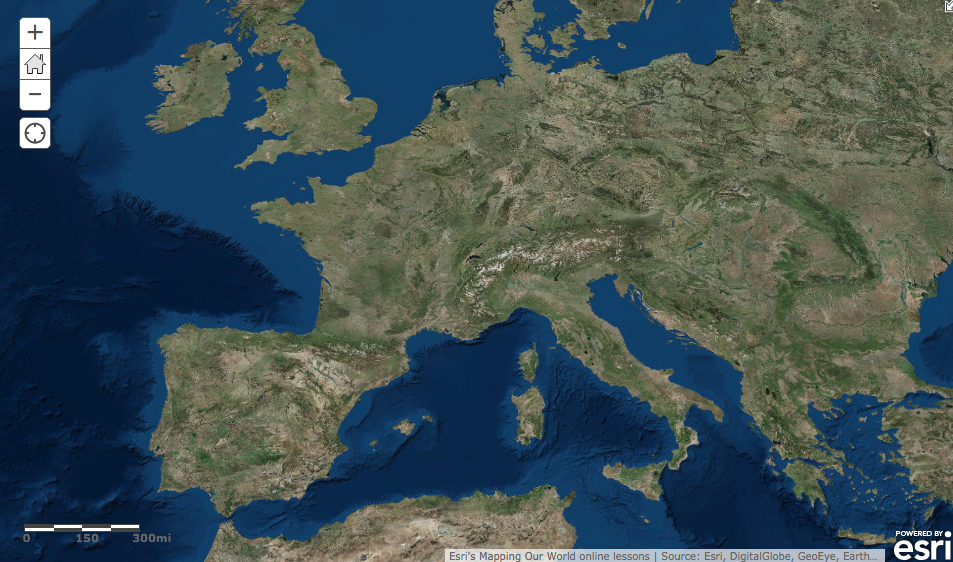 +
−
0 150 300mi
POWERED BY
esri
Esri's Mapping Our World online lessons | Source: Esri, DigitalGlobe, GeoEye, Earth...